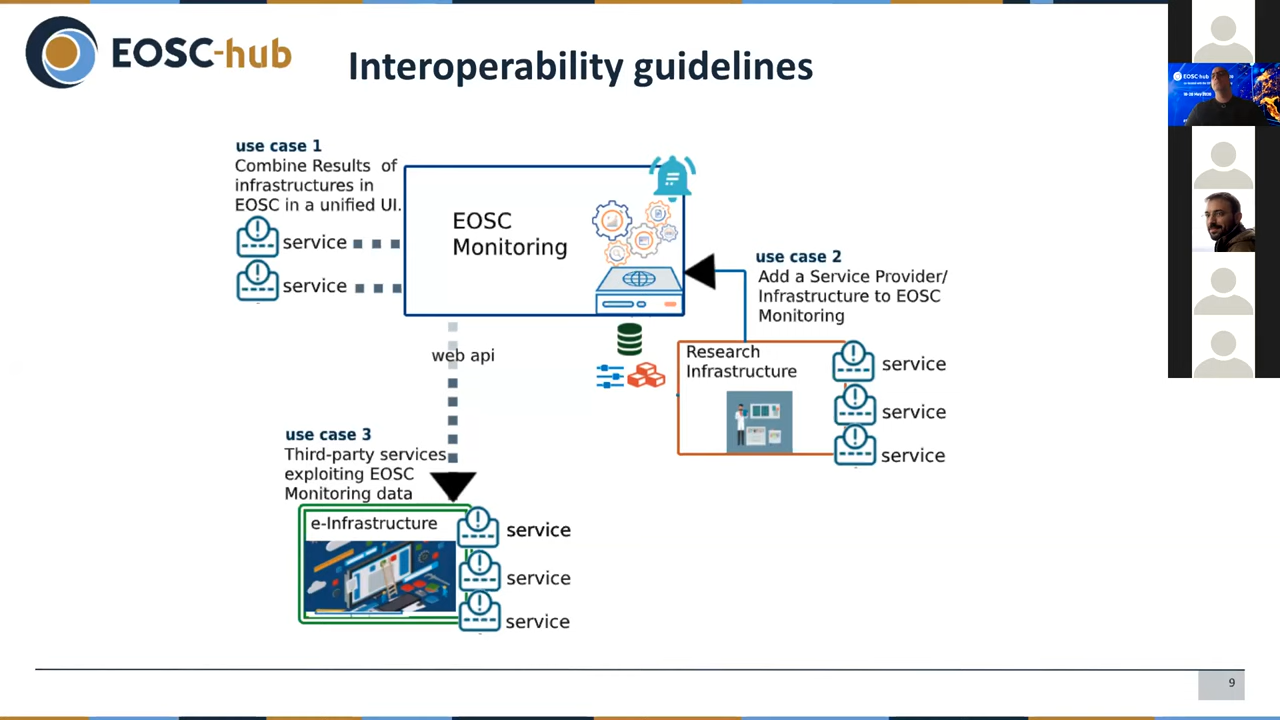 EOSC-hub
Interoperability guidelines
use case 1
Combine Results of
infrastructures in
EOSC in a unified UI.
service
service
EOSC
Monitoring
use case 2
Add a Service Provider/
Infrastructure to EOSC
Monitoring
web api
Research
Infrastructure
service
service
service
use case 3
Third-party services
exploiting EOSC
Monitoring data
e-Infrastructure
service
service
service
9
EOSC-hub